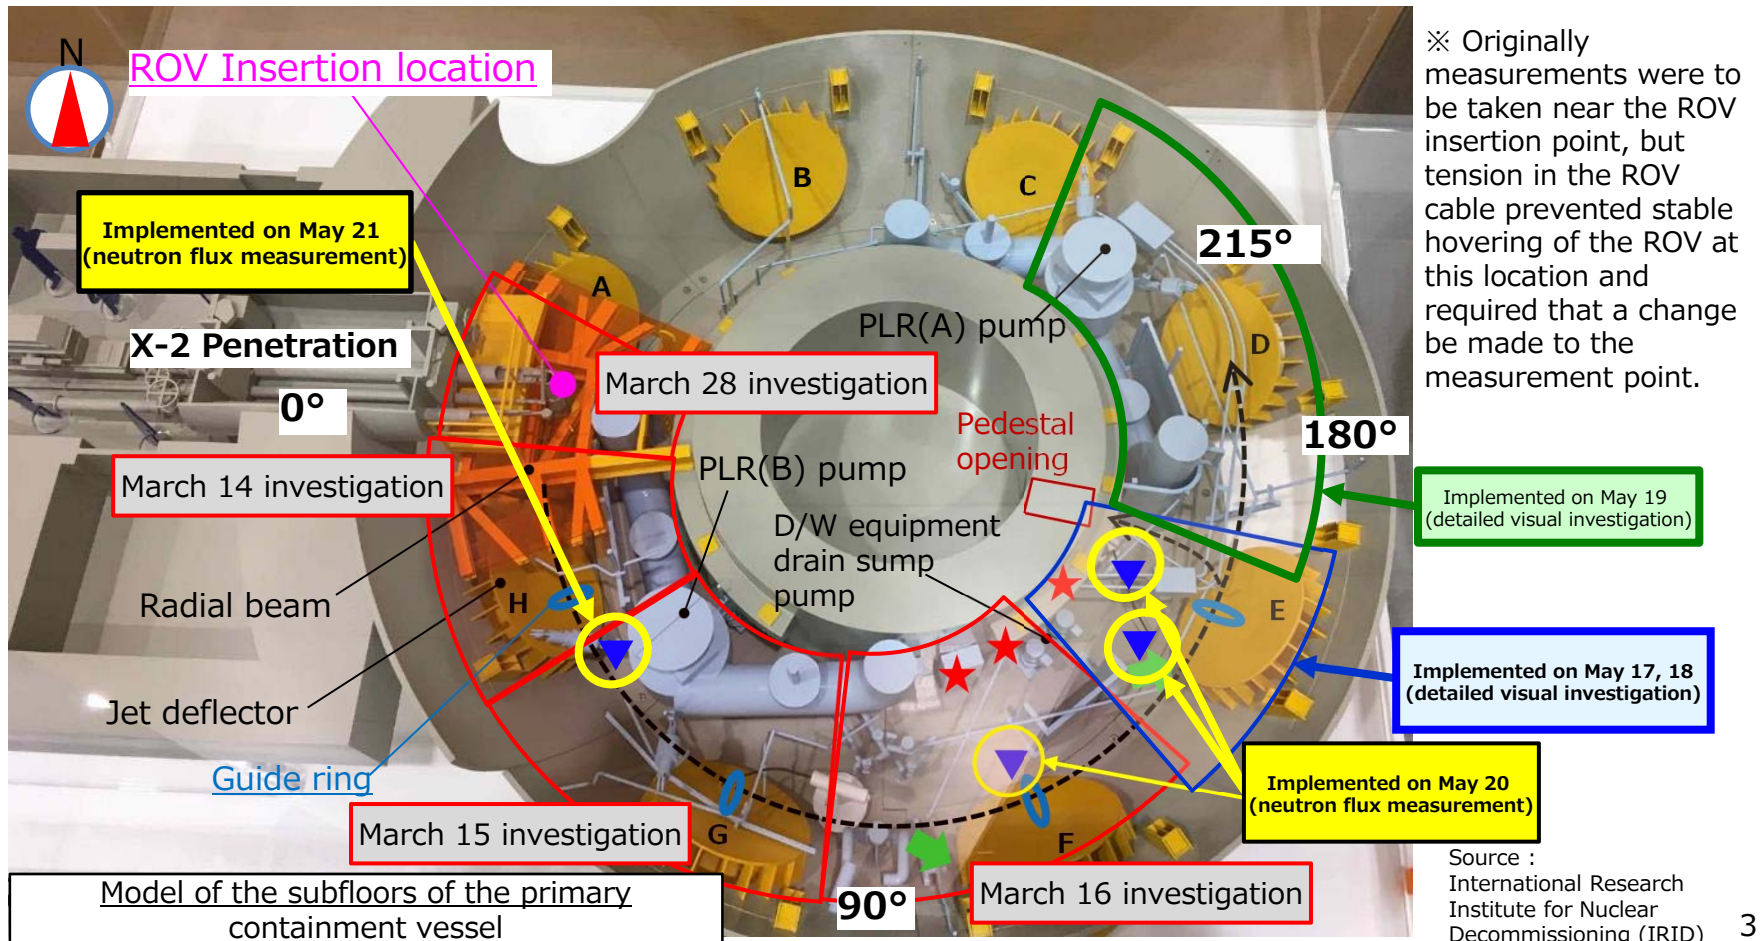 N
ROV Insertion location
※ Originally
measurements were to
be taken near the ROV
insertion point, but
tension in the ROV
cable prevented stable
hovering of the ROV at
this location and
required that a change
be made to the
measurement point.
B
C
Implemented on May 21
(neutron flux measurement)
215°
A
PLR(A) pump
D
X-2 Penetration
March 28 investigation
0°
Pedestal
opening
180°
March 14 investigation
PLR(B) pump
Implemented on May 19
(detailed visual investigation)
D/W equipment
drain sump
pump
Radial beam
H
E
Implemented on May 17, 18
(detailed visual investigation)
Jet deflector
Guide ring
Implemented on May 20
(neutron flux measurement)
March 15 investigation
G
F
March 16 investigation
90°
Model of the subfloors of the primary
containment vessel
Source :
International Research
Institute for Nuclear
Decommissioning (IRID)
3